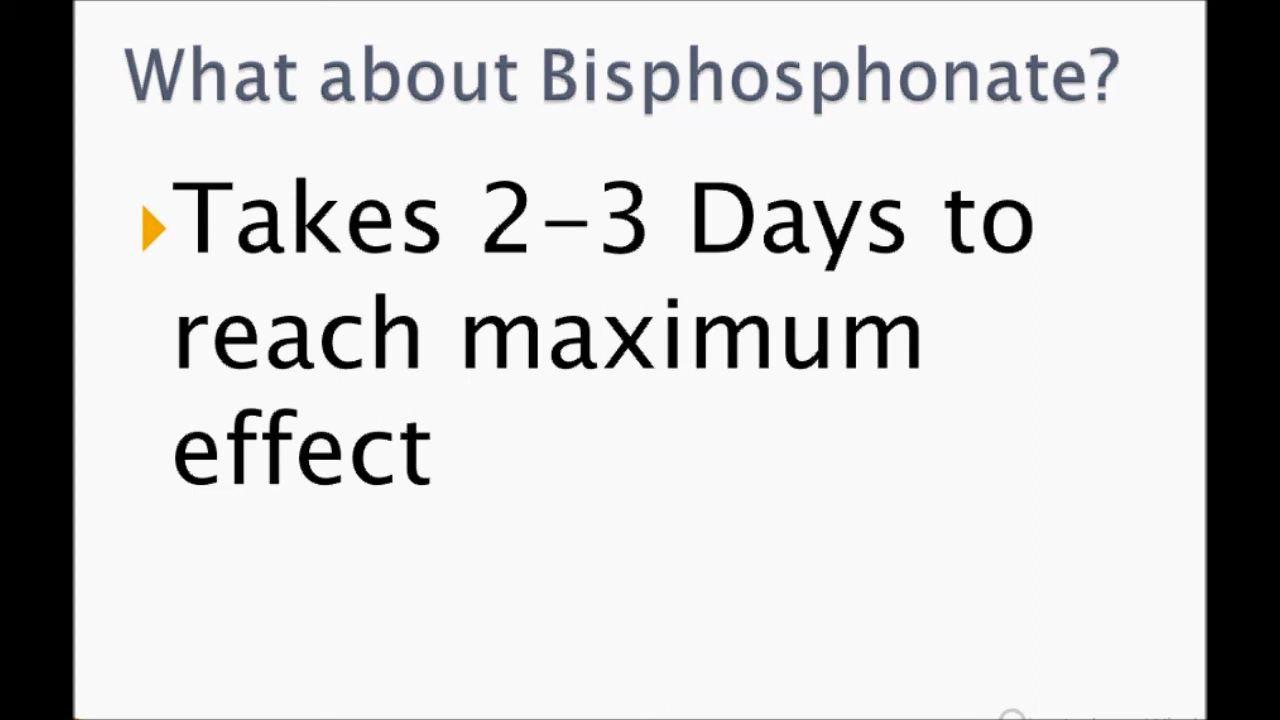 What about Bisphosphonate?
Takes 2-3 Days to
reach maximum
effect